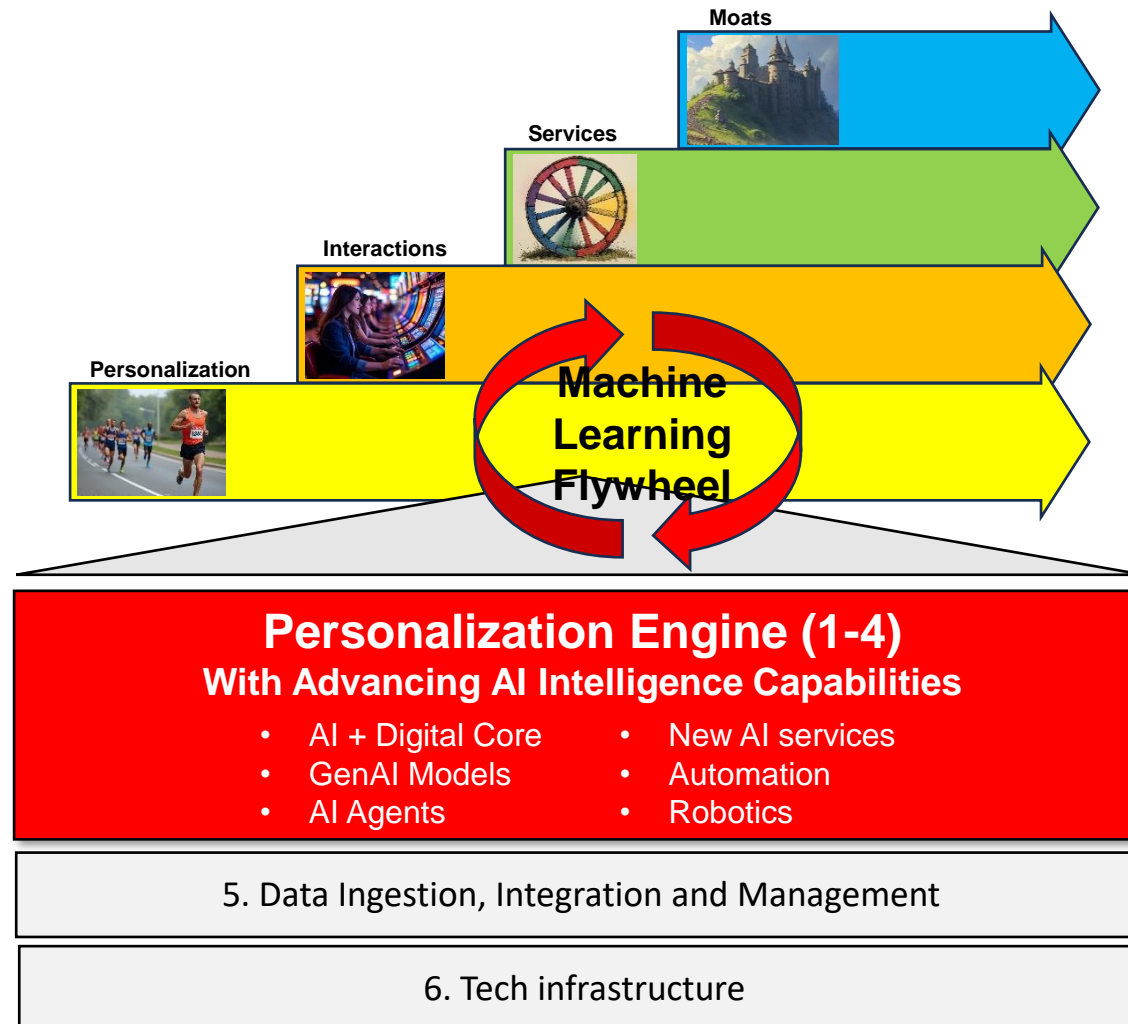 Moats
Services
Interactions
Personalization
Machine
Learning
Flywheel
Personalization Engine (1-4)
With Advancing AI Intelligence Capabilities
• AI + Digital Core
• GenAI Models
• AI Agents
• New AI services
• Automation
• Robotics
5. Data Ingestion, Integration and Management
6. Tech infrastructure